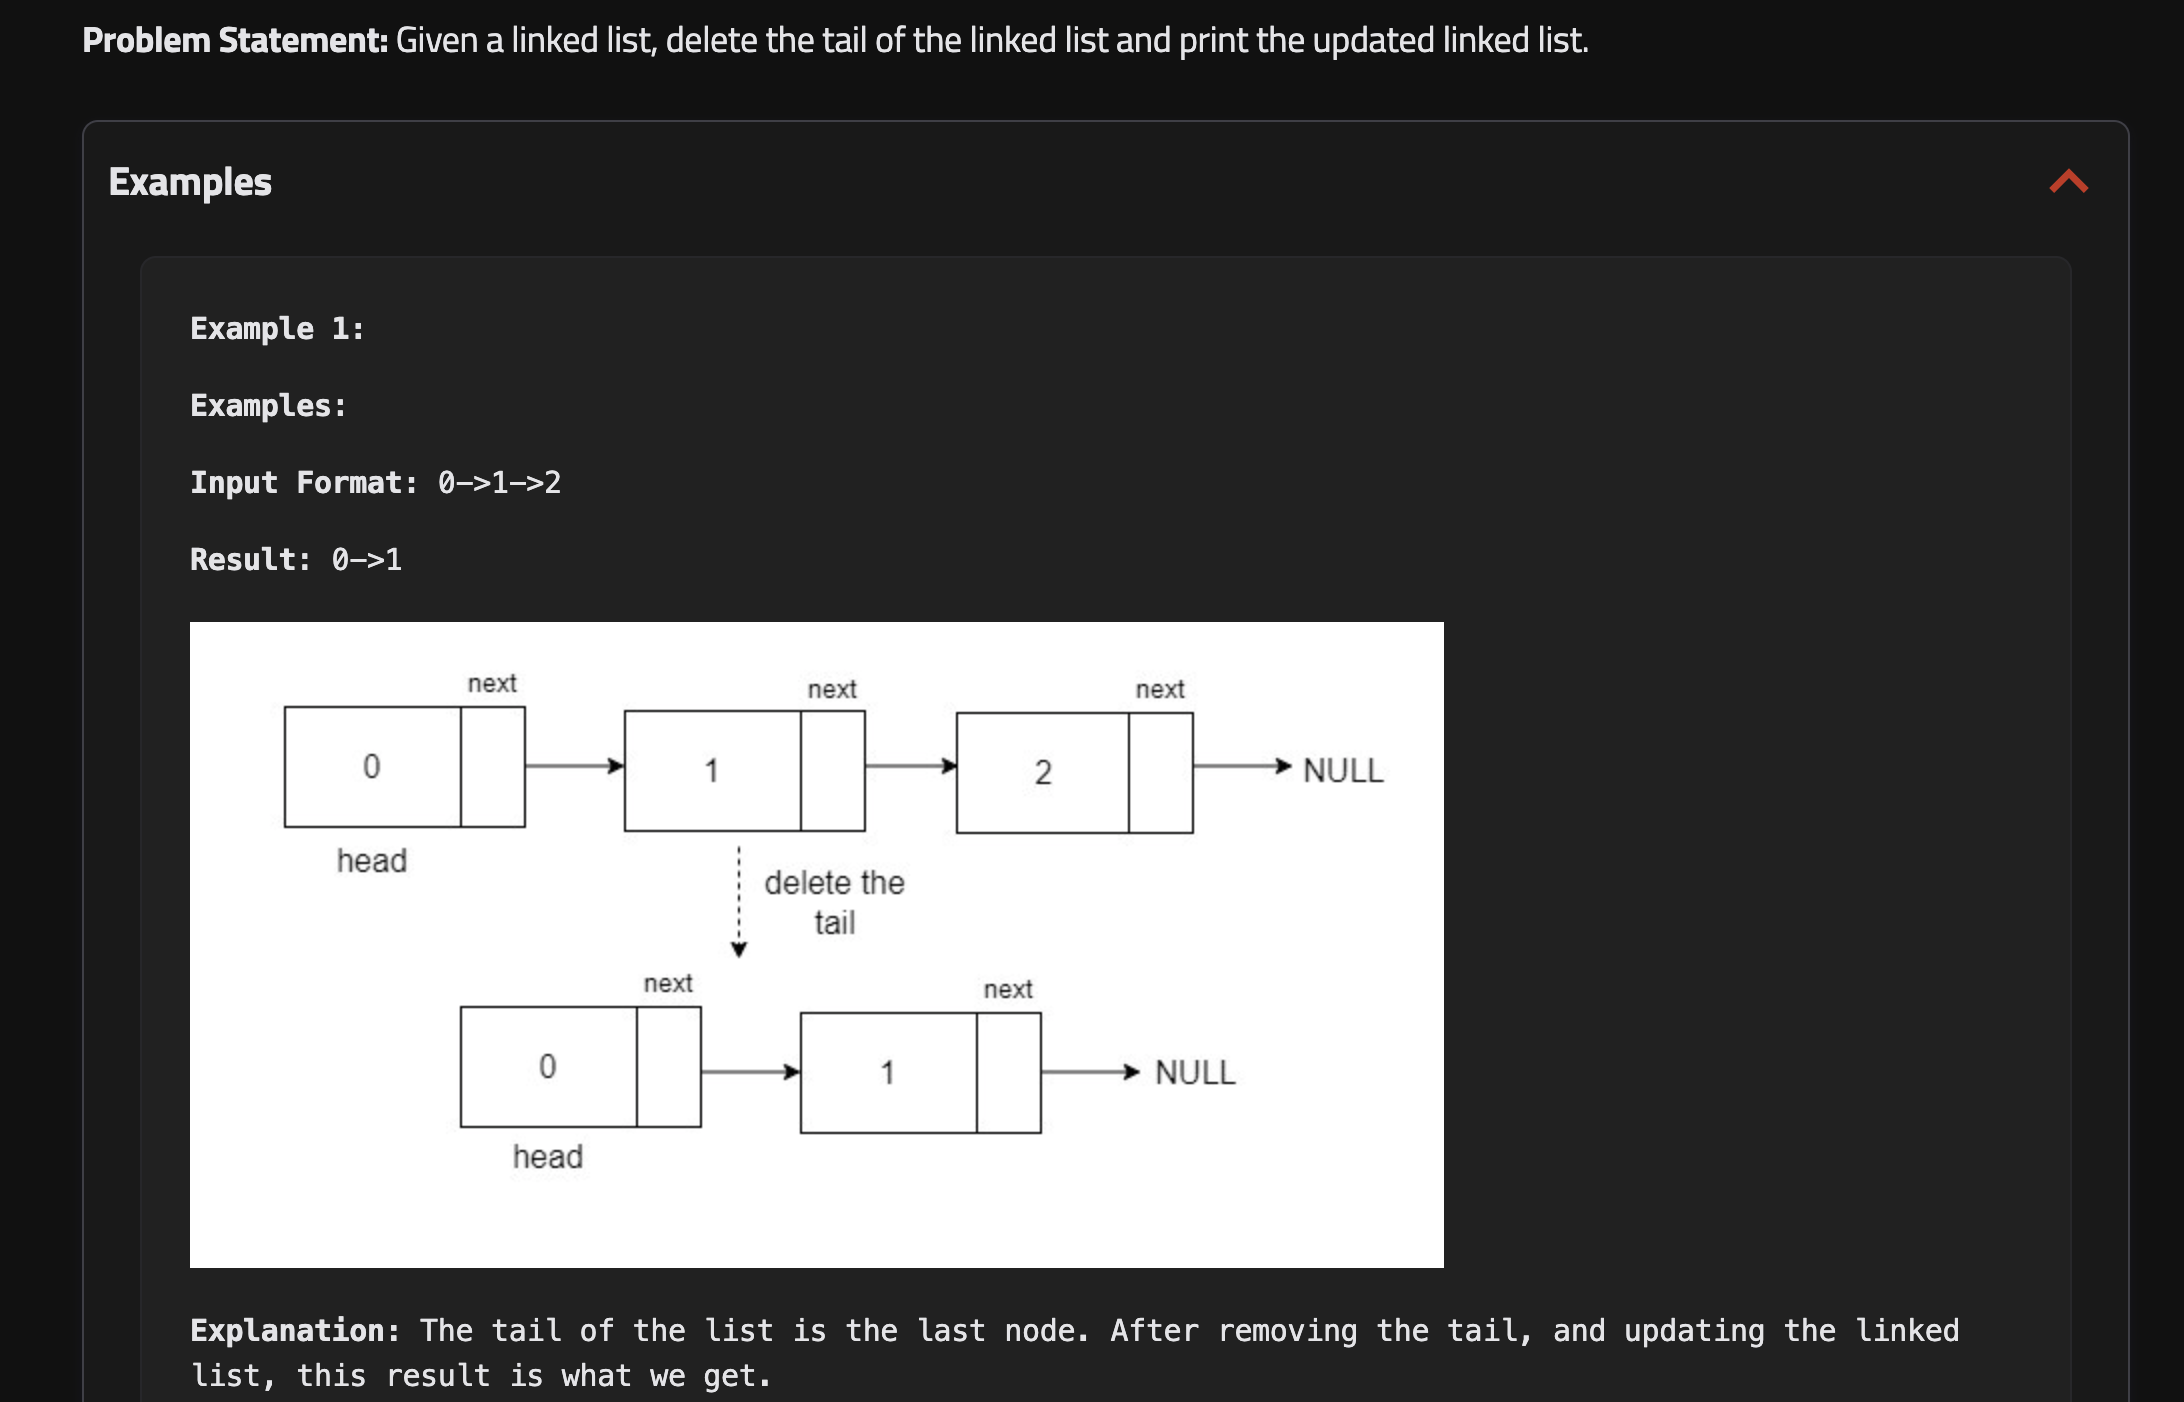 Problem Statement: Given a linked list, delete the tail of the linked list and print the updated linked list.
Examples
Example 1:
Examples:
Input Format: 0->1->2
Result: 0->1
next
next
next
0
1
2
NULL
head
delete the
tail
next
next
0
1
NULL
head
Explanation: The tail of the list is the last node. After removing the tail, and updating the linked
list, this result is what we get.